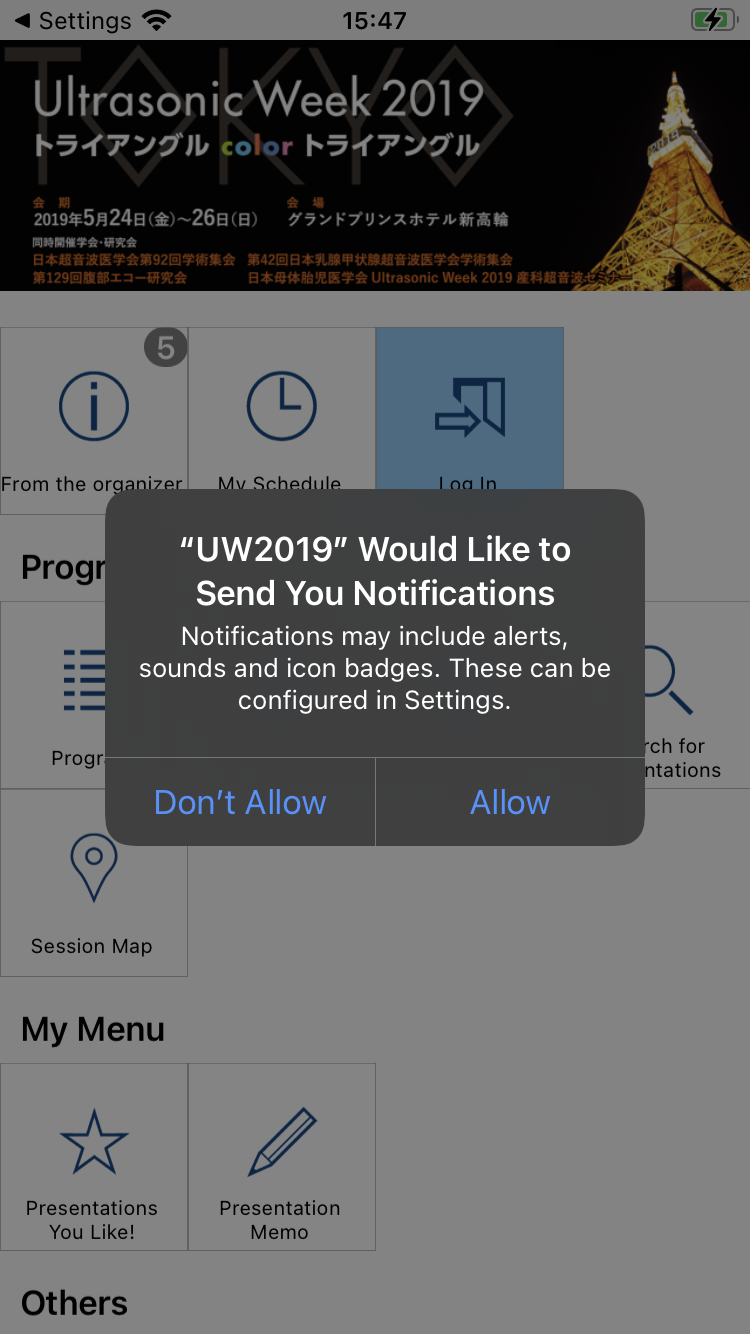 Settings
15:47
TOKYO
Ultrasonic Week 2019
トライアングル color トライアングル
会 期
会 場
2019年5月24日(金)〜26日(日)
グランドプリンスホテル新高輪
同時開催学会・研究会
日本超音波医学会第92回学術集会 第42回日本乳腺甲状腺超音波医学会学術集会
第129回腹部エコー研究会 日本母体胎児医学会 Ultrasonic Week 2019 産科超音波セミナー
5
From the organizer
My Schedule
Log In
“UW2019” Would Like to
Send You Notifications
Notifications may include alerts,
sounds and icon badges. These can be
configured in Settings.
Don’t Allow
Allow
Progr
Progr
rch for
ntations
Session Map
My Menu
Presentations
You Like!
Presentation
Memo
Others